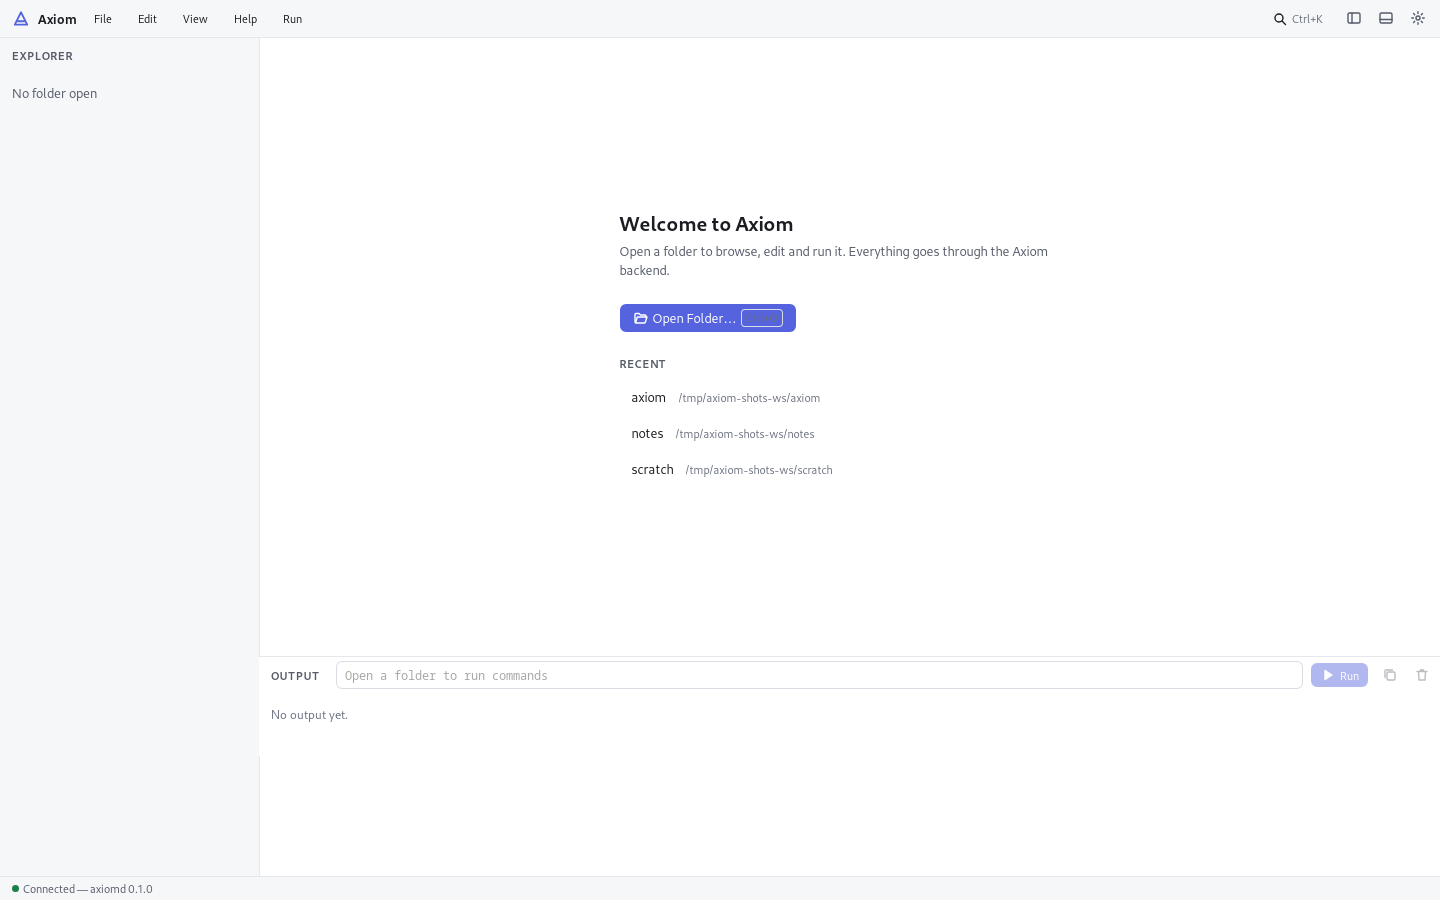 Axiom File Edit View Help Run Ctrl+K
EXPLORER
No folder open
Welcome to Axiom
Open a folder to browse, edit and run it. Everything goes through the Axiom
backend.
Open Folder…
RECENT
axiom /tmp/axiom-shots-ws/axiom
notes /tmp/axiom-shots-ws/notes
scratch /tmp/axiom-shots-ws/scratch
OUTPUT Open a folder to run commands Run
No output yet.
Connected — axiomd 0.1.0